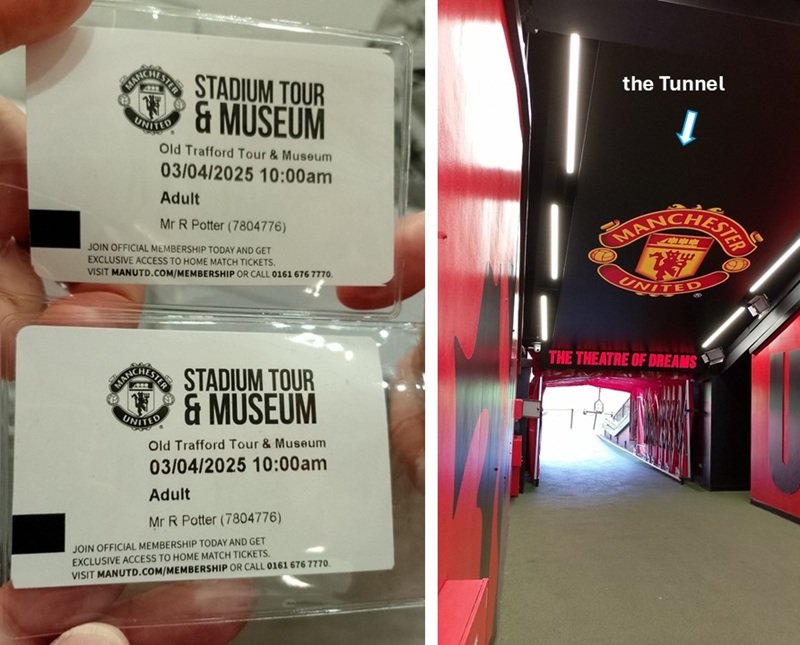 MANCHESTER
UNITED
STADIUM TOUR
& MUSEUM
Old Trafford Tour & Museum
03/04/2025 10:00am
Adult
Mr R Potter (7804776)
JOIN OFFICIAL MEMBERSHIP TODAY AND GET
EXCLUSIVE ACCESS TO HOME MATCH TICKETS.
VISIT MANUTD.COM/MEMBERSHIP OR CALL 0161 676 7770.
MANCHESTER
UNITED
STADIUM TOUR
& MUSEUM
Old Trafford Tour & Museum
03/04/2025 10:00am
Adult
Mr R Potter (7804776)
JOIN OFFICIAL MEMBERSHIP TODAY AND GET
EXCLUSIVE ACCESS TO HOME MATCH TICKETS.
VISIT MANUTD.COM/MEMBERSHIP OR CALL 0161 676 7770.
the Tunnel
MANCHESTER
UNITED
®
THE THEATRE OF DREAMS
U